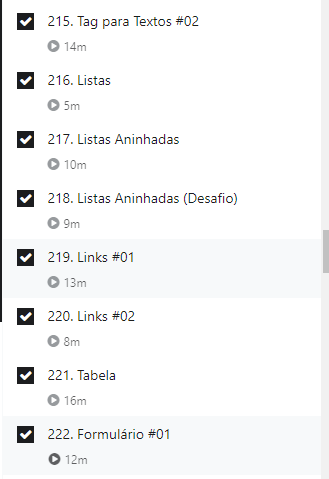 215. Tag para Textos #02
14m
216. Listas
5m
217. Listas Aninhadas
10m
218. Listas Aninhadas (Desafio)
9m
219. Links #01
13m
220. Links #02
8m
221. Tabela
16m
222. Formulário #01
12m